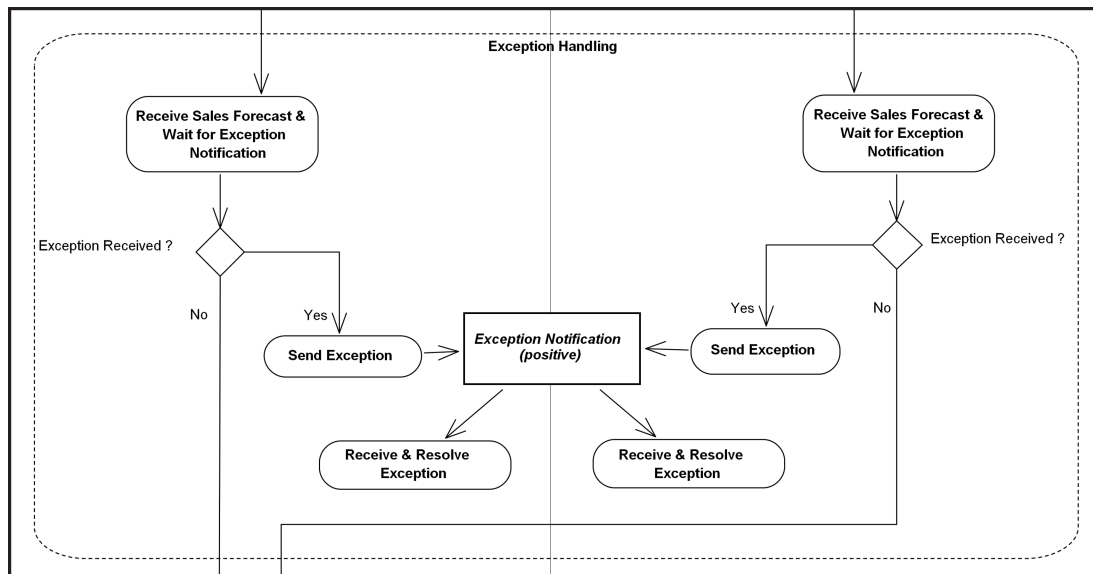 Exception Handling
Receive Sales Forecast &
Wait for Exception
Notification
Receive Sales Forecast &
Wait for Exception
Notification
Exception Received ?
Exception Received ?
No
Yes
Yes
No
Send Exception
Exception Notification
(positive)
Send Exception
Receive & Resolve
Exception
Receive & Resolve
Exception